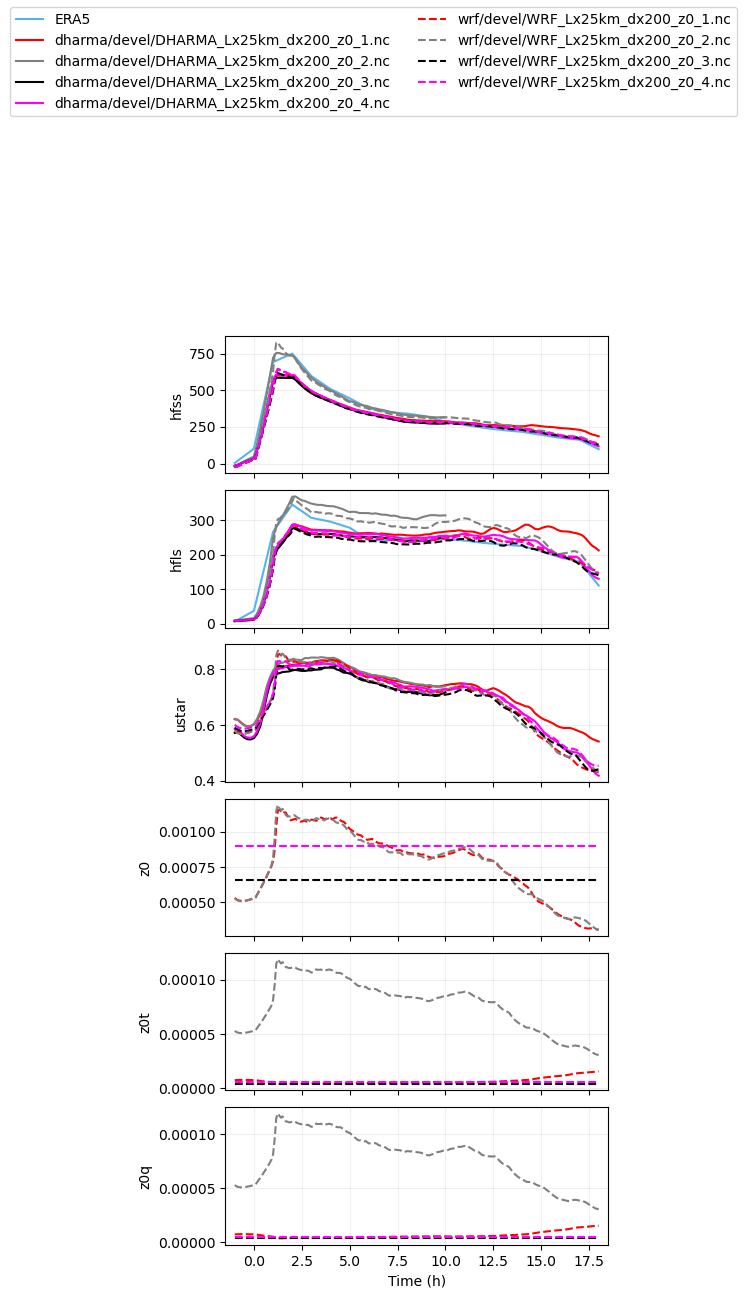 ERA5
dharma/devel/DHARMA_Lx25km_dx200_z0_1.nc
dharma/devel/DHARMA_Lx25km_dx200_z0_2.nc
dharma/devel/DHARMA_Lx25km_dx200_z0_3.nc
dharma/devel/DHARMA_Lx25km_dx200_z0_4.nc
wrf/devel/WRF_Lx25km_dx200_z0_1.nc
wrf/devel/WRF_Lx25km_dx200_z0_2.nc
wrf/devel/WRF_Lx25km_dx200_z0_3.nc
wrf/devel/WRF_Lx25km_dx200_z0_4.nc
hfss
750
500
250
0
hfls
300
200
100
0
ustar
0.8
0.6
0.4
z0
0.00100
0.00075
0.00050
z0t
0.00010
0.00005
0.00000
z0q
0.00010
0.00005
0.00000
0.0 2.5 5.0 7.5 10.0 12.5 15.0 17.5
Time (h)